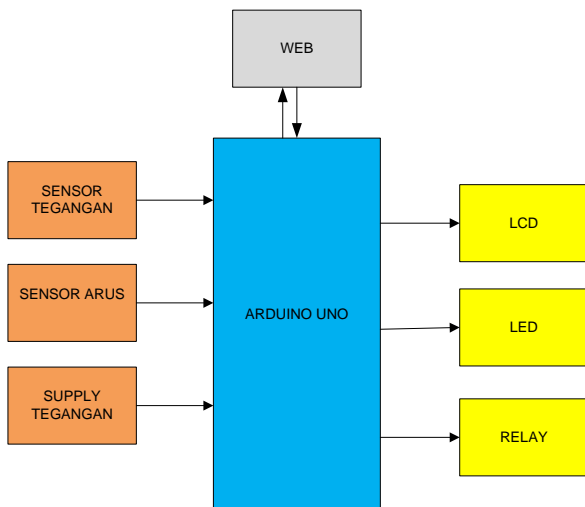 WEB
SENSOR
TEGANGAN
SENSOR ARUS
SUPPLY
TEGANGAN
ARDUINO UNO
LCD
LED
RELAY